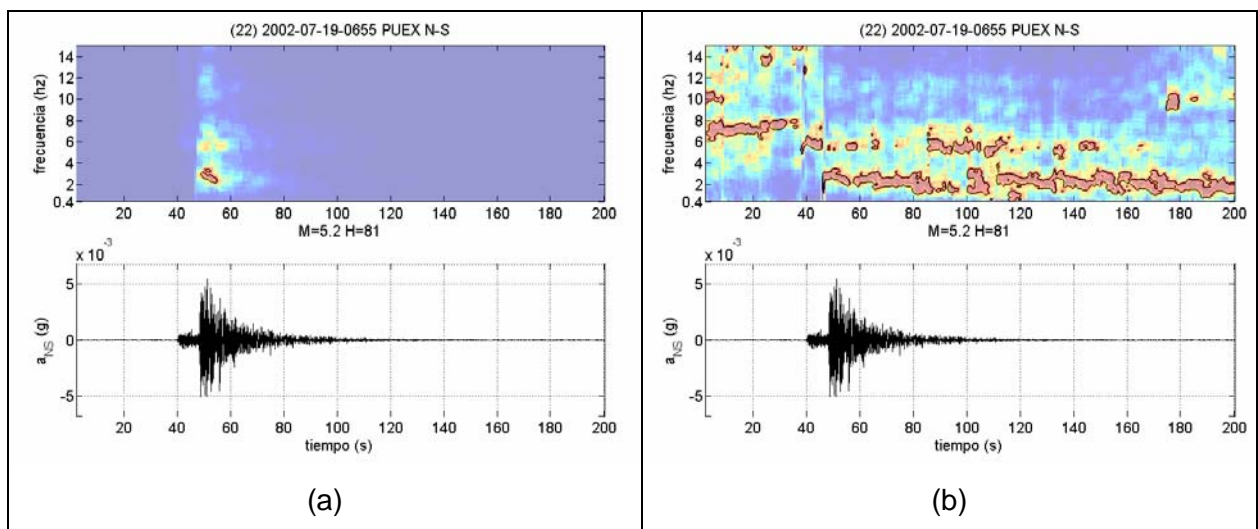 (22) 2002-07-19-0655 PUEX N-S
frecuencia (hz)
14
12
10
8
6
4
2
0.4
20 40 60 80 100 120 140 160 180 200
M=5.2 H=81
x 10⁻³
a_NS (g)
5
0
-5
20 40 60 80 100 120 140 160 180 200
tiempo (s)
(a)
(22) 2002-07-19-0655 PUEX N-S
frecuencia (hz)
14
12
10
8
6
4
2
0.4
20 40 60 80 100 120 140 160 180 200
M=5.2 H=81
x 10⁻³
a_NS (g)
5
0
-5
20 40 60 80 100 120 140 160 180 200
tiempo (s)
(b)